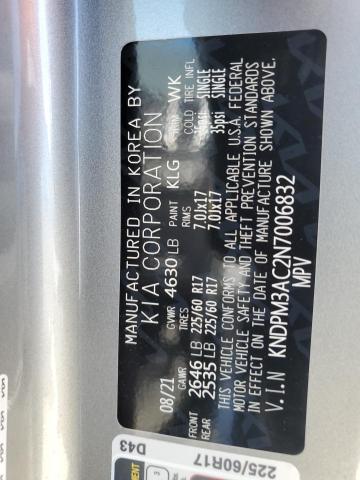 MANUFACTURED IN KOREA BY
KIA CORPORATION
08/21 GVWR 4630 LB PAINT KLG TRIM WK
GAWR TIRES RIMS COLD TIRE INFL
FRONT 2646 LB 225/60 R17 7.0JX17 35psi SINGLE
REAR 2535 LB 225/60 R17 7.0JX17 35psi SINGLE
THIS VEHICLE CONFORMS TO ALL APPLICABLE U.S.A. FEDERAL
MOTOR VEHICLE SAFETY AND THEFT PREVENTION STANDARDS
IN EFFECT ON THE DATE OF MANUFACTURE SHOWN ABOVE.
V.I.N KNDPM3AC2N7006832
MPV
D43
225/60R17